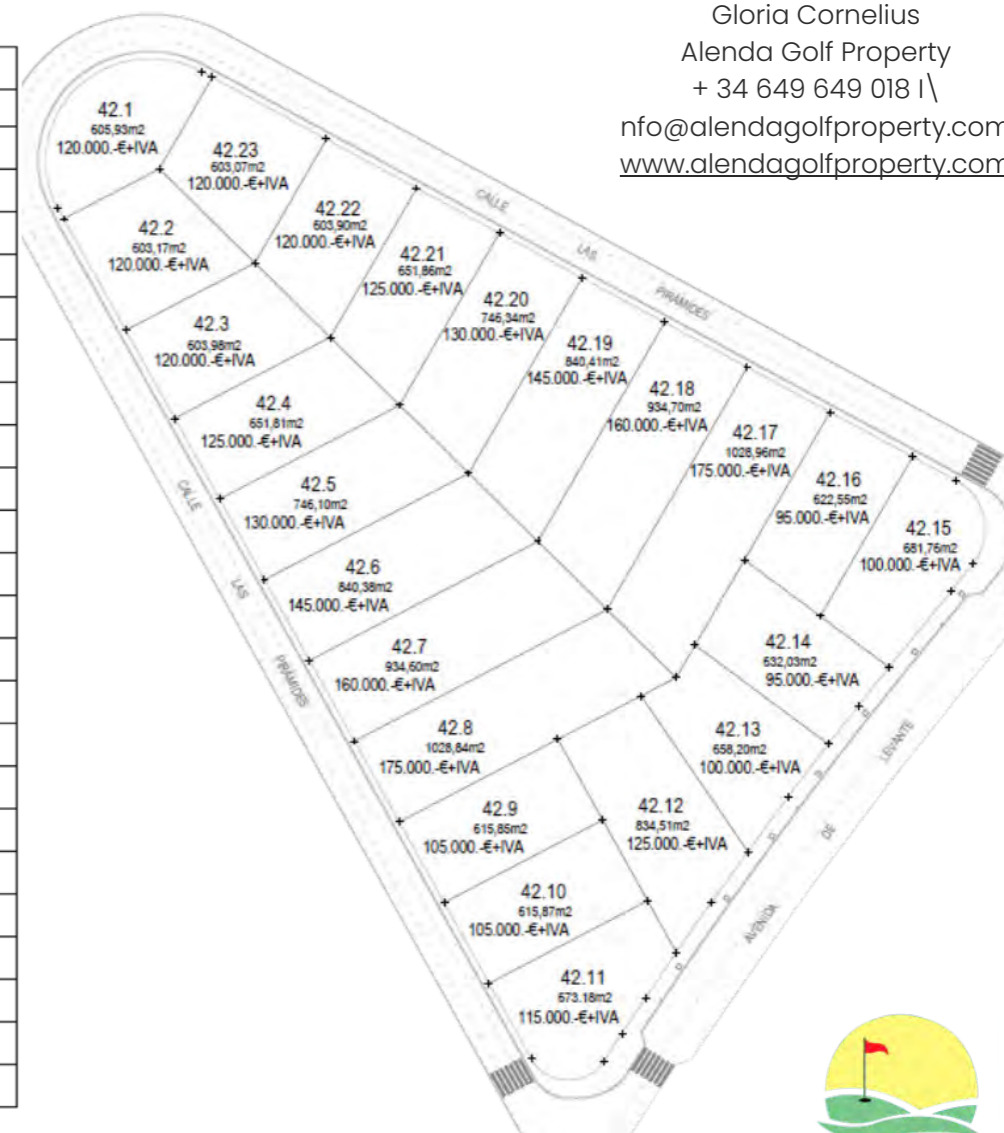 Gloria Cornelius
Alenda Golf Property
+ 34 649 649 018 I\
nfo@alendagolfproperty.com
www.alendagolfproperty.com
42.1
605,93m2
120.000.-€+IVA
42.23
603,07m2
120.000.-€+IVA
42.22
603,90m2
120.000.-€+IVA
42.2
603,17m2
120.000.-€+IVA
42.21
651,86m2
125.000.-€+IVA
42.20
746,34m2
130.000.-€+IVA
42.3
603,98m2
120.000.-€+IVA
42.19
840,41m2
145.000.-€+IVA
42.18
934,70m2
160.000.-€+IVA
42.4
651,81m2
125.000.-€+IVA
42.17
1028,96m2
175.000.-€+IVA
42.16
622,55m2
95.000.-€+IVA
42.5
746,10m2
130.000.-€+IVA
42.15
681,76m2
100.000.-€+IVA
42.6
840,38m2
145.000.-€+IVA
42.7
934,60m2
160.000.-€+IVA
42.14
632,03m2
95.000.-€+IVA
42.8
1028,84m2
175.000.-€+IVA
42.13
658,20m2
100.000.-€+IVA
42.9
615,85m2
105.000.-€+IVA
42.12
834,51m2
125.000.-€+IVA
42.10
615,87m2
105.000.-€+IVA
42.11
673.18m2
115.000.-€+IVA
CALLE LAS PIRÁMIDES
CALLE LAS PIRÁMIDES
AVENIDA DE LEVANTE